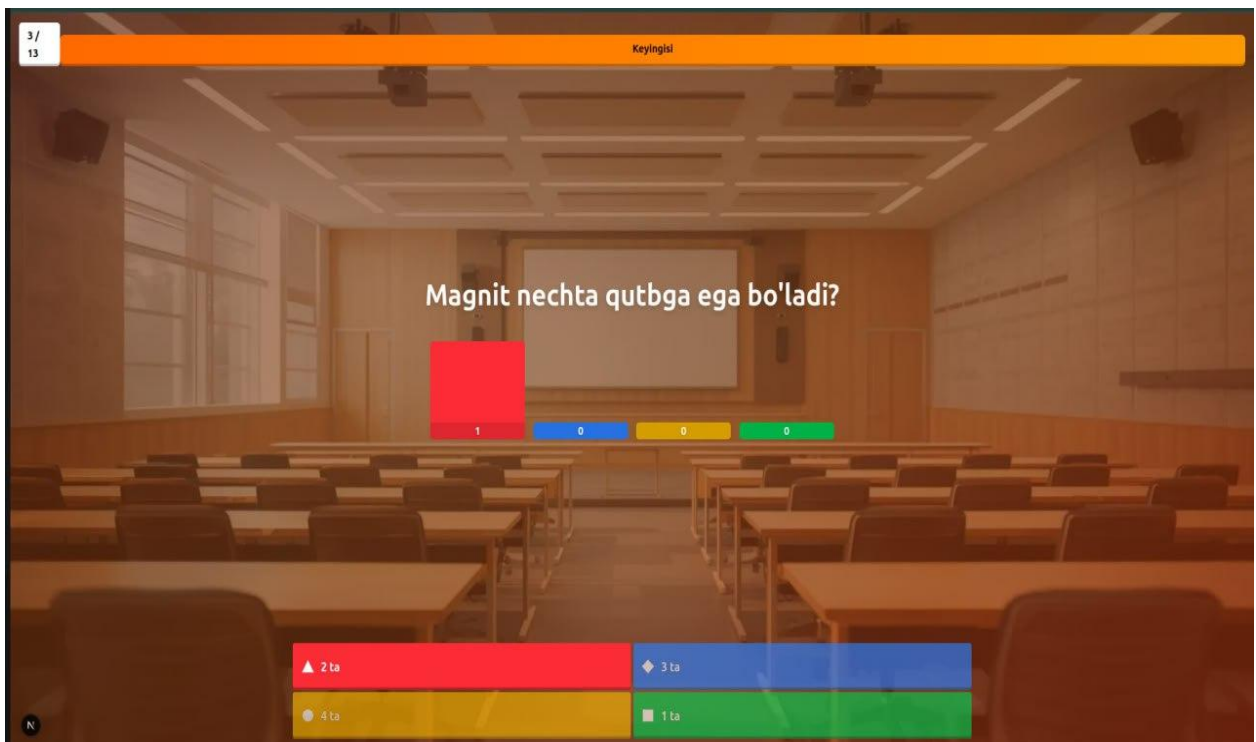 3 /
13
Keyingisi
Magnit nechta qutbga ega bo'ladi?
1
0
0
0
2 ta
3 ta
4 ta
1 ta
N